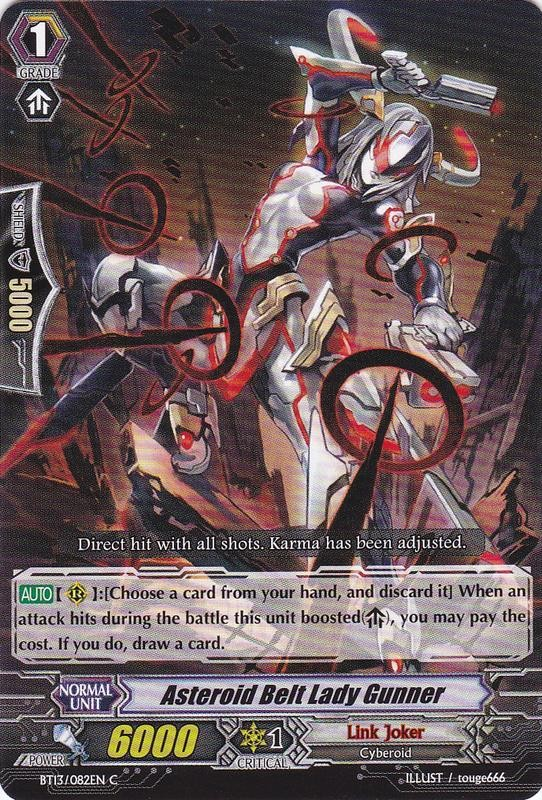 1
GRADE
SHIELD
5000
Direct hit with all shots. Karma has been adjusted.
AUTO [ R ]:[Choose a card from your hand, and discard it] When an
attack hits during the battle this unit boosted( ), you may pay the
cost. If you do, draw a card.
NORMAL
UNIT
Asteroid Belt Lady Gunner
POWER
6000
1
CRITICAL
Link Joker
Cyberoid
BT13/082EN C
ILLUST / touge666